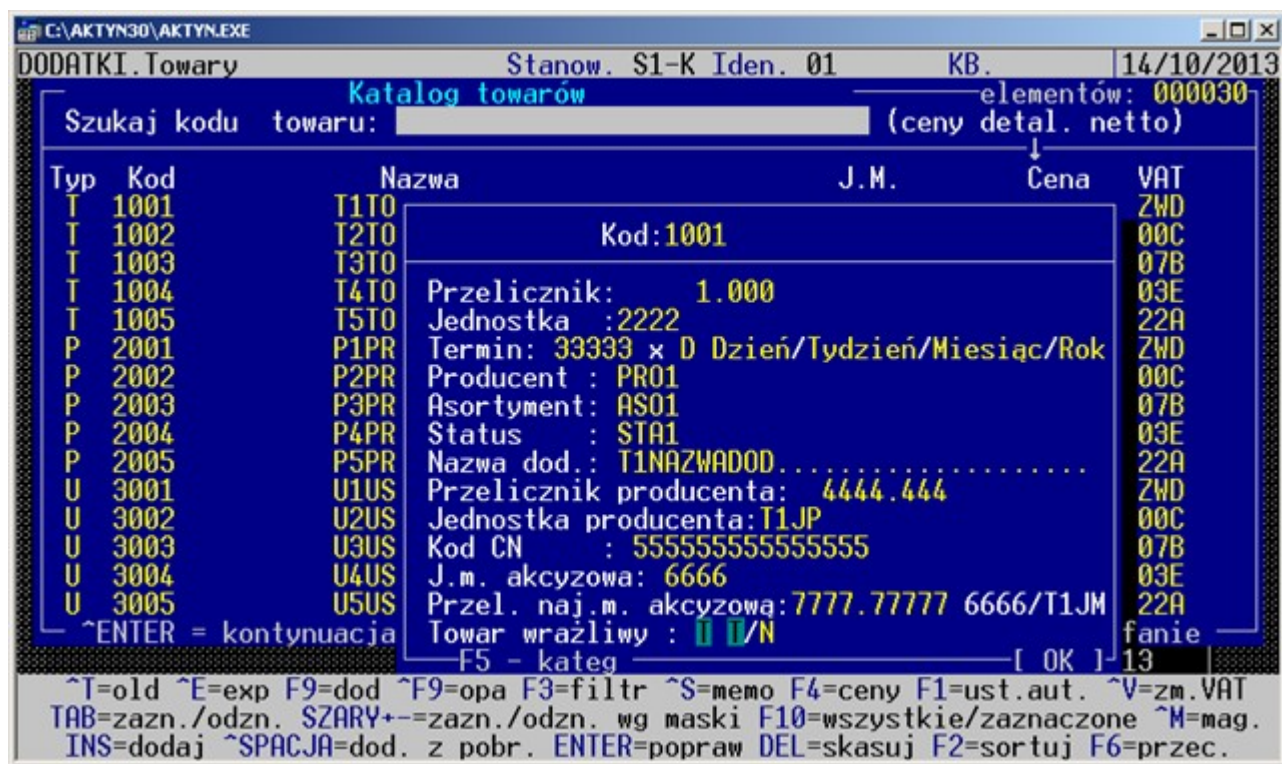 C:\AKTYN30\AKTYN.EXE
DODATKI.Towary Stanow. S1-K Iden. 01 KB. 14/10/2013
Katalog towarów elementów: 000030
Szukaj kodu towaru: (ceny detal. netto)
Typ Kod Nazwa J.M. Cena VAT
T 1001 T1TO ZWD
T 1002 T2TO Kod:1001 00C
T 1003 T3TO 07B
T 1004 T4TO Przelicznik: 1.000 03E
T 1005 T5TO Jednostka :2222 22A
P 2001 P1PR Termin: 33333 x D Dzień/Tydzień/Miesiąc/Rok ZWD
P 2002 P2PR Producent : PRO1 00C
P 2003 P3PR Asortyment: ASO1 07B
P 2004 P4PR Status : STA1 03E
P 2005 P5PR Nazwa dod.: T1NAZWADOD.................... 22A
U 3001 U1US Przelicznik producenta: 4444.444 ZWD
U 3002 U2US Jednostka producenta:T1JP 00C
U 3003 U3US Kod CN : 555555555555555 07B
U 3004 U4US J.m. akcyzowa: 6666 03E
U 3005 U5US Przel. naj.m. akcyzową:7777.77777 6666/T1JM 22A
^ENTER = kontynuacja Towar wrażliwy : T T/N fanie
F5 - kateg [ OK ] 13
^T=old ^E=exp F9=dod ^F9=opa F3=filtr ^S=memo F4=ceny F1=ust.aut. ^V=zm.VAT
TAB=zazn./odzn. SZARY+-=zazn./odzn. wg maski F10=wszystkie/zaznaczone ^M=mag.
INS=dodaj ^SPACJA=dod. z pobr. ENTER=popraw DEL=skasuj F2=sortuj F6=przec.